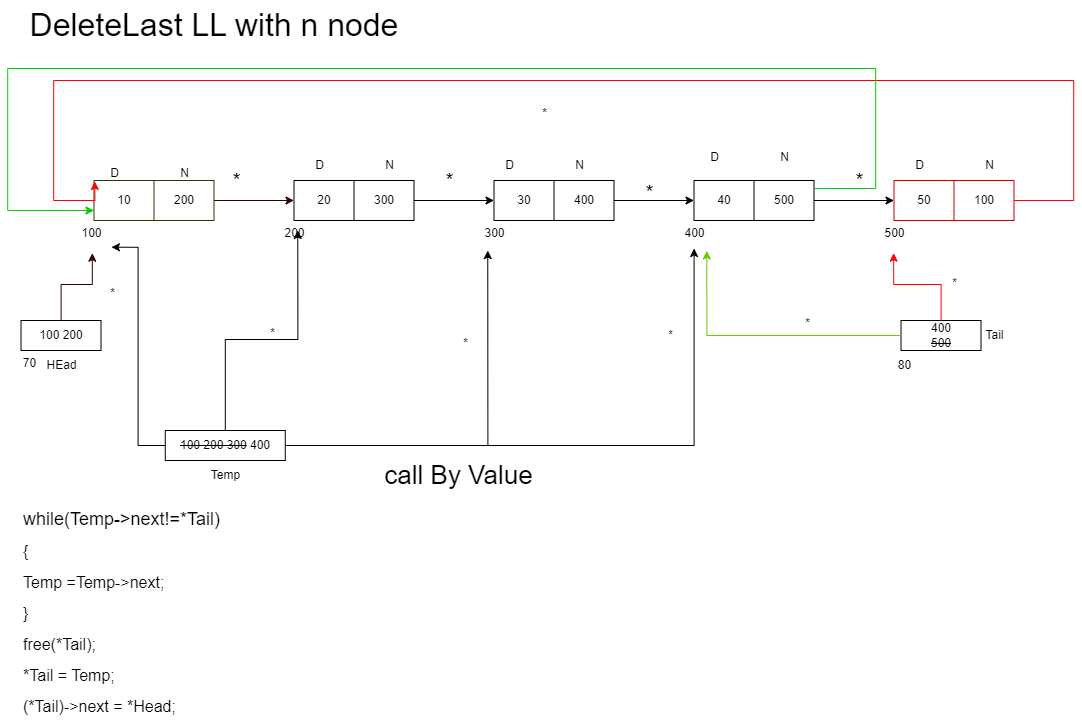 DeleteLast LL with n node
*
D N * D N * D N * D N * D N
10 200 20 300 30 400 40 500 50 100
100 200 300 400 500
* *
100 200 400 Tail
500
70 HEad * * * * 80
100 200 300 400
Temp call By Value
while(Temp->next!=*Tail)
{
Temp =Temp->next;
}
free(*Tail);
*Tail = Temp;
(*Tail)->next = *Head;